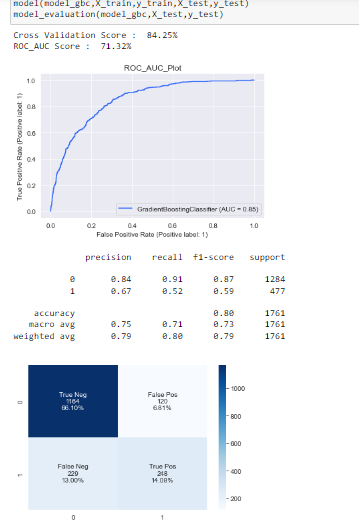 model(model_gbc,X_train,y_train,X_test,y_test)
model_evaluation(model_gbc,X_test,y_test)
Cross Validation Score :  84.25%
ROC_AUC Score :  71.32%
ROC_AUC_Plot
1.0
0.8
0.6
0.4
0.2
0.0
True Positive Rate (Positive label: 1)
GradientBoostingClassifier (AUC = 0.85)
0.0 0.2 0.4 0.6 0.8 1.0
False Positive Rate (Positive label: 1)
precision recall f1-score support
0 0.84 0.91 0.87 1284
1 0.67 0.52 0.59 477
accuracy 0.80 1761
macro avg 0.75 0.71 0.73 1761
weighted avg 0.79 0.80 0.79 1761
0
True Neg
1164
66.10%
False Pos
120
6.81%
1
False Neg
229
13.00%
True Pos
248
14.08%
0 1
1000
800
600
400
200